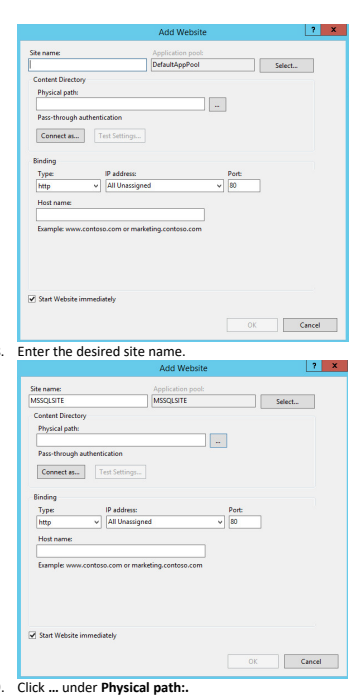 Add Website
? x
Site name: Application pool:
DefaultAppPool Select...
Content Directory
Physical path:
...
Pass-through authentication
Connect as... Test Settings...
Binding
Type: IP address: Port:
http All Unassigned 80
Host name:
Example: www.contoso.com or marketing.contoso.com
Start Website immediately
OK Cancel
Enter the desired site name.
Add Website
? x
Site name: Application pool:
MSSQLSITE MSSQLSITE Select...
Content Directory
Physical path:
...
Pass-through authentication
Connect as... Test Settings...
Binding
Type: IP address: Port:
http All Unassigned 80
Host name:
Example: www.contoso.com or marketing.contoso.com
Start Website immediately
OK Cancel
Click ... under Physical path:.